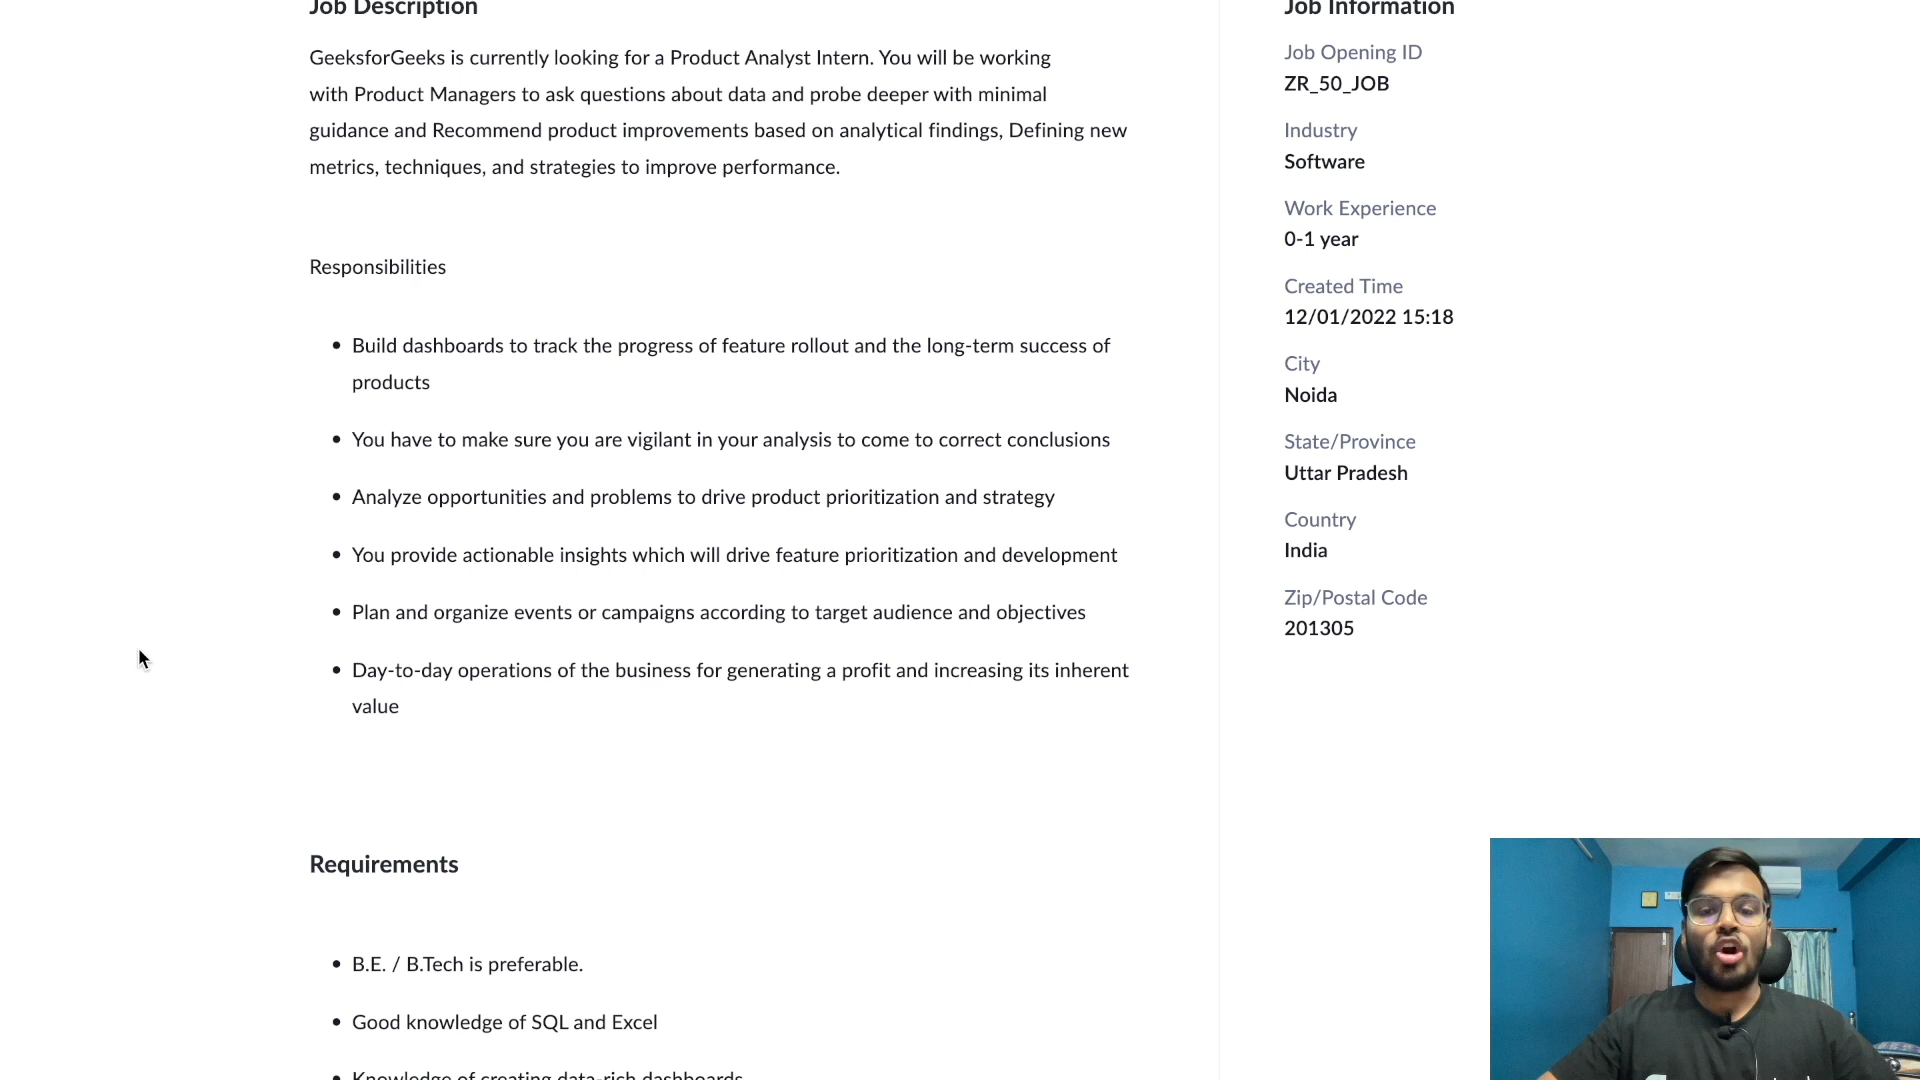 Job Description
GeeksforGeeks is currently looking for a Product Analyst Intern. You will be working
with Product Managers to ask questions about data and probe deeper with minimal
guidance and Recommend product improvements based on analytical findings, Defining new
metrics, techniques, and strategies to improve performance.
Responsibilities
• Build dashboards to track the progress of feature rollout and the long-term success of
products
• You have to make sure you are vigilant in your analysis to come to correct conclusions
• Analyze opportunities and problems to drive product prioritization and strategy
• You provide actionable insights which will drive feature prioritization and development
• Plan and organize events or campaigns according to target audience and objectives
• Day-to-day operations of the business for generating a profit and increasing its inherent
value
Requirements
• B.E. / B.Tech is preferable.
• Good knowledge of SQL and Excel
• Knowledge of creating data-rich dashboards
Job Information
Job Opening ID
ZR_50_JOB
Industry
Software
Work Experience
0-1 year
Created Time
12/01/2022 15:18
City
Noida
State/Province
Uttar Pradesh
Country
India
Zip/Postal Code
201305